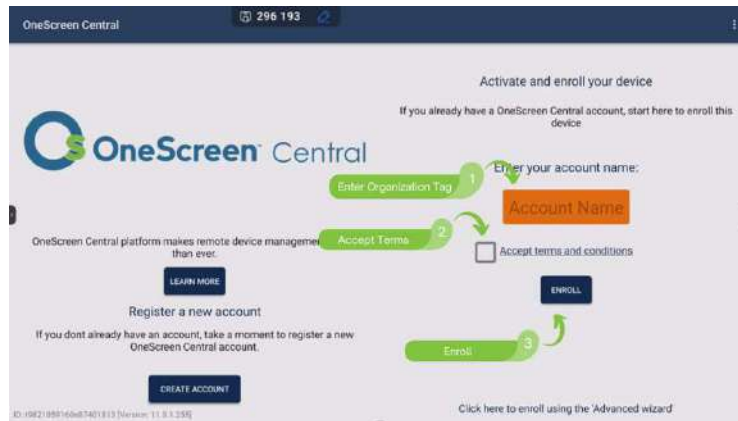 OneScreen Central
296 193
OneScreen Central
OneScreen Central platform makes remote device managemen
than ever.
LEARN MORE
Register a new account
If you dont already have an account, take a moment to register a new
OneScreen Central account.
CREATE ACCOUNT
Activate and enroll your device
If you already have a OneScreen Central account, start here to enroll this
device
Enter your account name:
Enter Organization Tag 1
Account Name
Accept Terms 2
Accept terms and conditions
ENROLL
Enroll 3
Click here to enroll using the 'Advanced wizard'